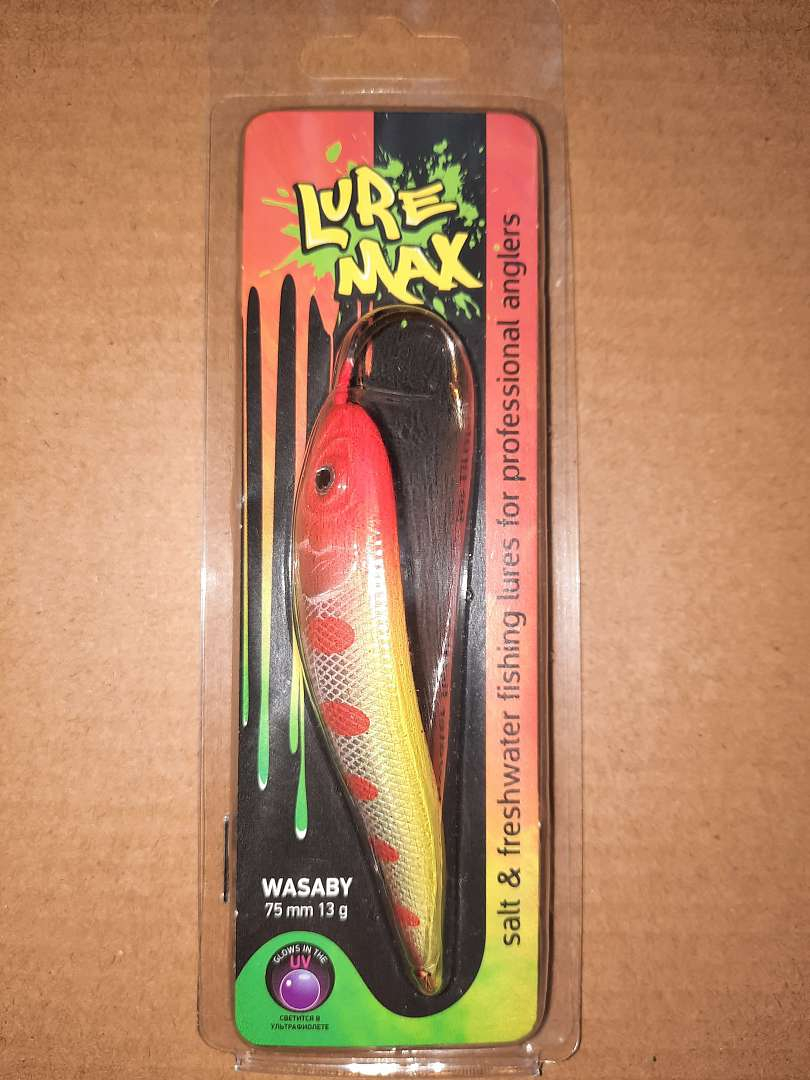 LURE
MAX
salt & freshwater fishing lures for professional anglers
WASABY
75 mm 13 g
GLOWS IN THE
UV
СВЕТИТСЯ В
УЛЬТРАФИОЛЕТЕ